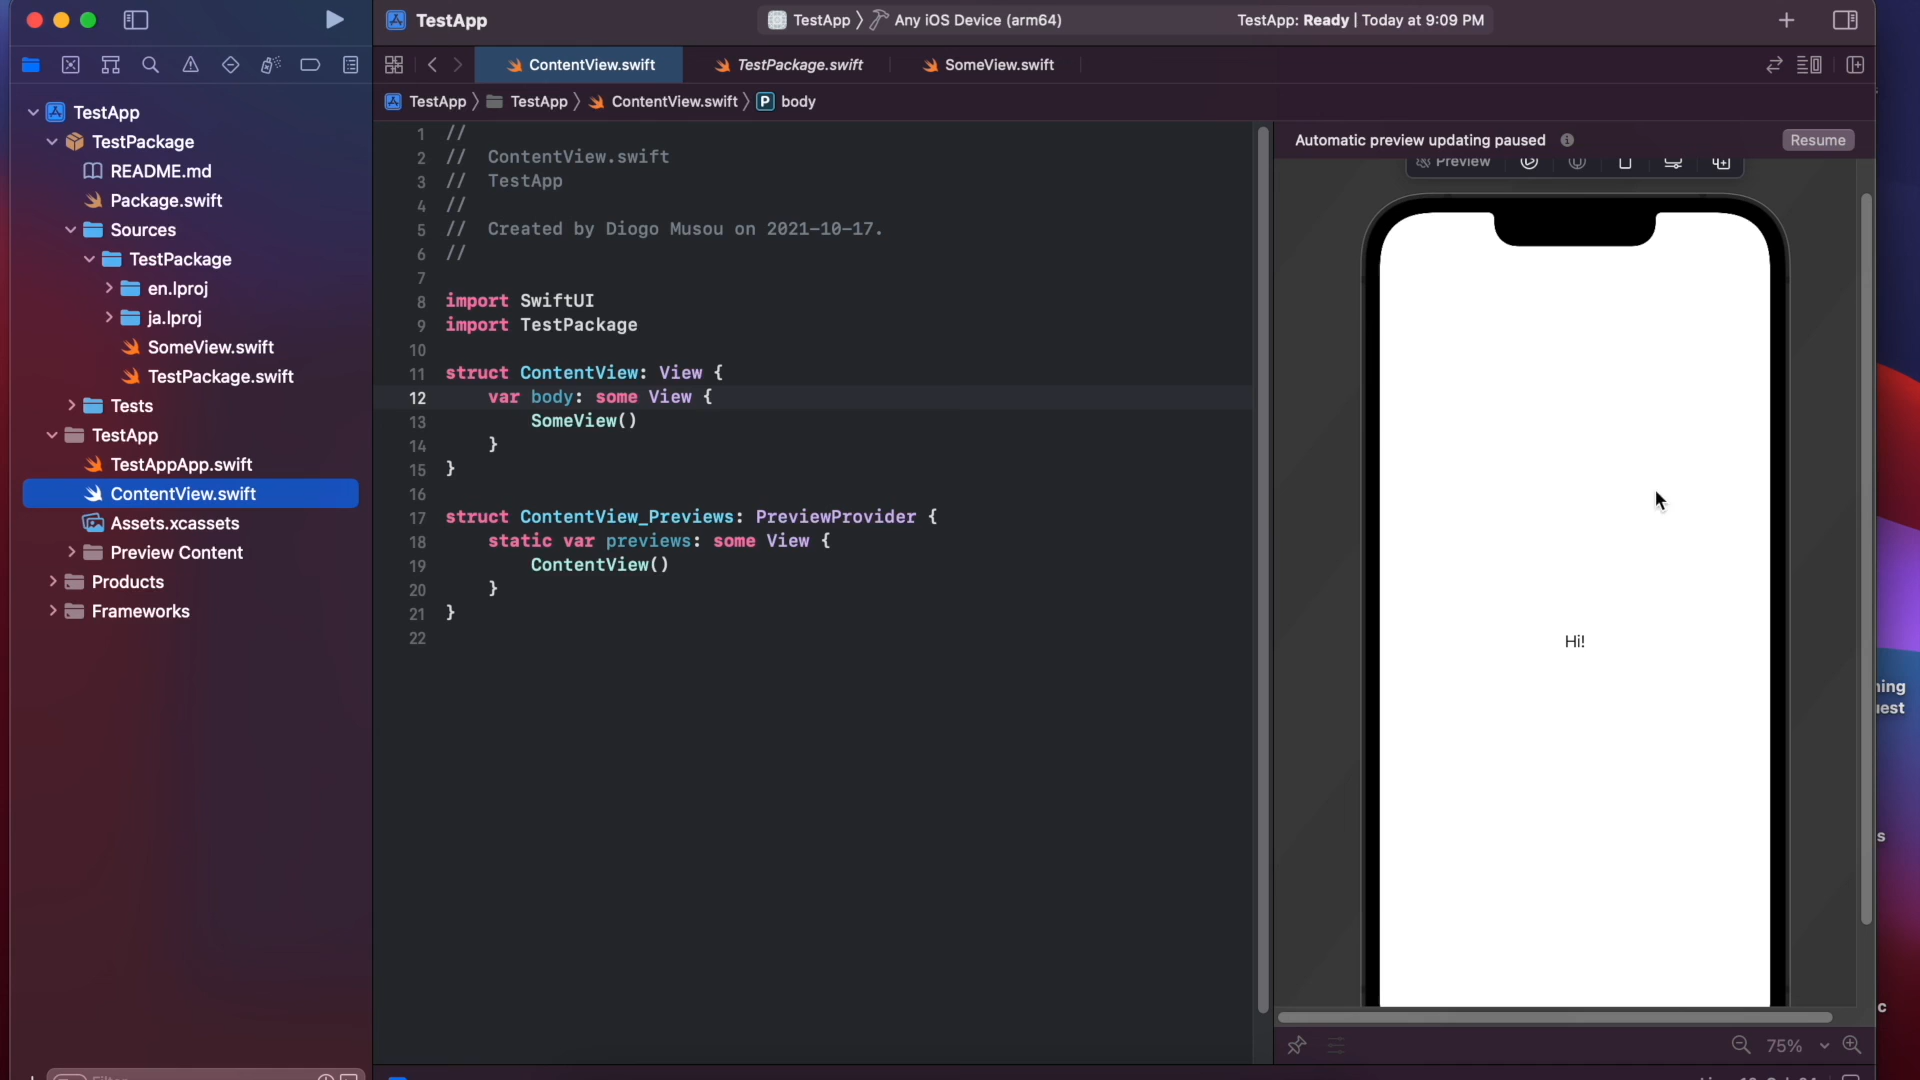 TestApp
TestApp 〉 Any iOS Device (arm64)
TestApp: Ready | Today at 9:09 PM
ContentView.swift
TestPackage.swift
SomeView.swift
TestApp 〉 TestApp 〉 ContentView.swift 〉 P body
TestApp
TestPackage
README.md
Package.swift
Sources
TestPackage
en.lproj
ja.lproj
SomeView.swift
TestPackage.swift
Tests
TestApp
TestAppApp.swift
ContentView.swift
Assets.xcassets
Preview Content
Products
Frameworks
1 //
2 //  ContentView.swift
3 //  TestApp
4 //
5 //  Created by Diogo Musou on 2021-10-17.
6 //
7
8 import SwiftUI
9 import TestPackage
10
11 struct ContentView: View {
12     var body: some View {
13         SomeView()
14     }
15 }
16
17 struct ContentView_Previews: PreviewProvider {
18     static var previews: some View {
19         ContentView()
20     }
21 }
22
Automatic preview updating paused
Resume
Preview
Hi!
75%